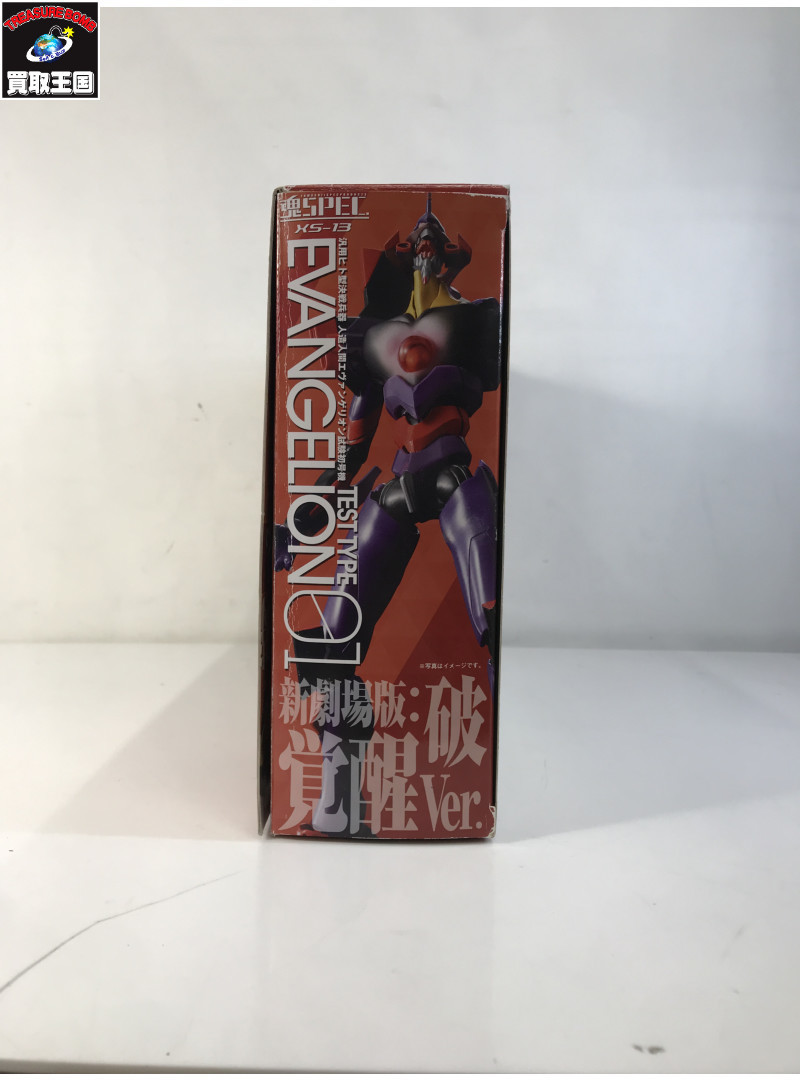 TREASURE BOMB
買取王国
魂SPEC.
XS-13
汎用ヒト型決戦兵器 人造人間エヴァンゲリオン試験初号機 TEST TYPE
EVANGELION 01
※写真はイメージです。
新劇場版:破
覚醒Ver.